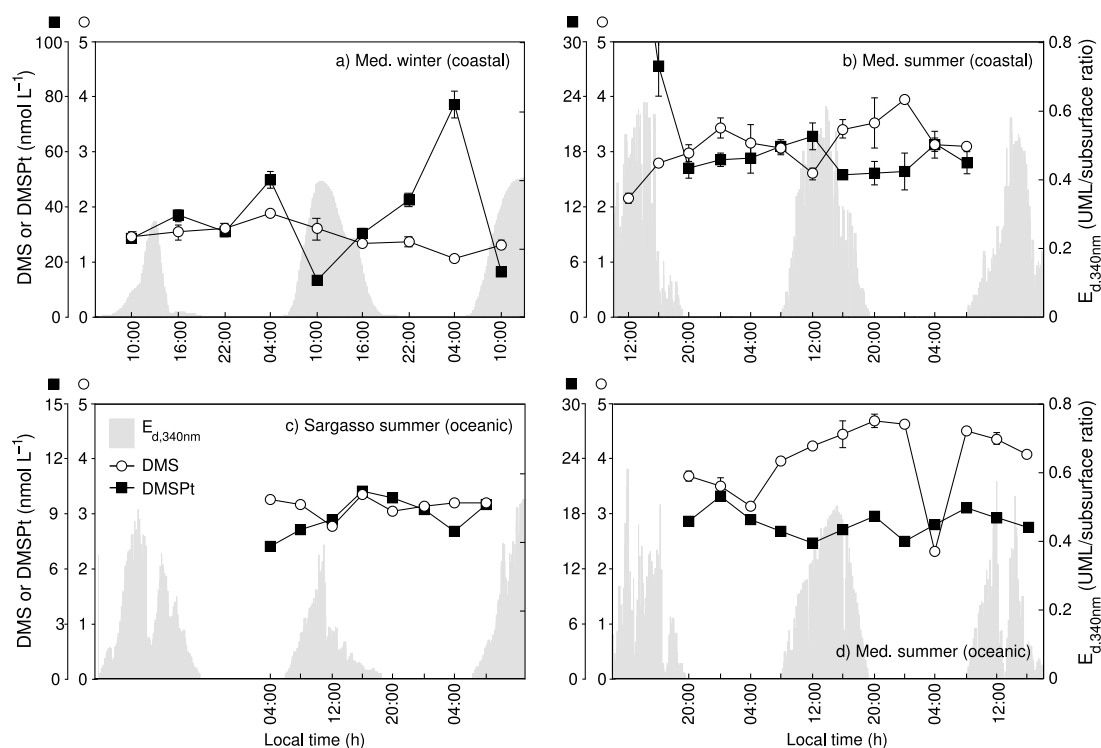 a) Med. winter (coastal)
DMS or DMSPt (nmol L−1)
100 5
80 4
60 3
40 2
20 1
0 0
10:00 16:00 22:00 04:00 10:00 16:00 22:00 04:00 10:00
b) Med. summer (coastal)
30 5 0.8
24 4 0.6
18 3 0.4
12 2
6 1 0.2
0 0 0
Ed.340nm (UML/subsurface ratio)
12:00 20:00 04:00 12:00 20:00 04:00
c) Sargasso summer (oceanic)
Ed,340nm
DMS
DMSPt
DMS or DMSPt (nmol L−1)
15 5
12 4
9 3
6 2
3 1
0 0
04:00 12:00 20:00 04:00
Local time (h)
30 5 0.8
24 4 0.6
18 3 0.4
12 2
6 1 0.2
0 0 0
d) Med. summer (oceanic)
Ed.340nm (UML/subsurface ratio)
20:00 04:00 12:00 20:00 04:00 12:00
Local time (h)